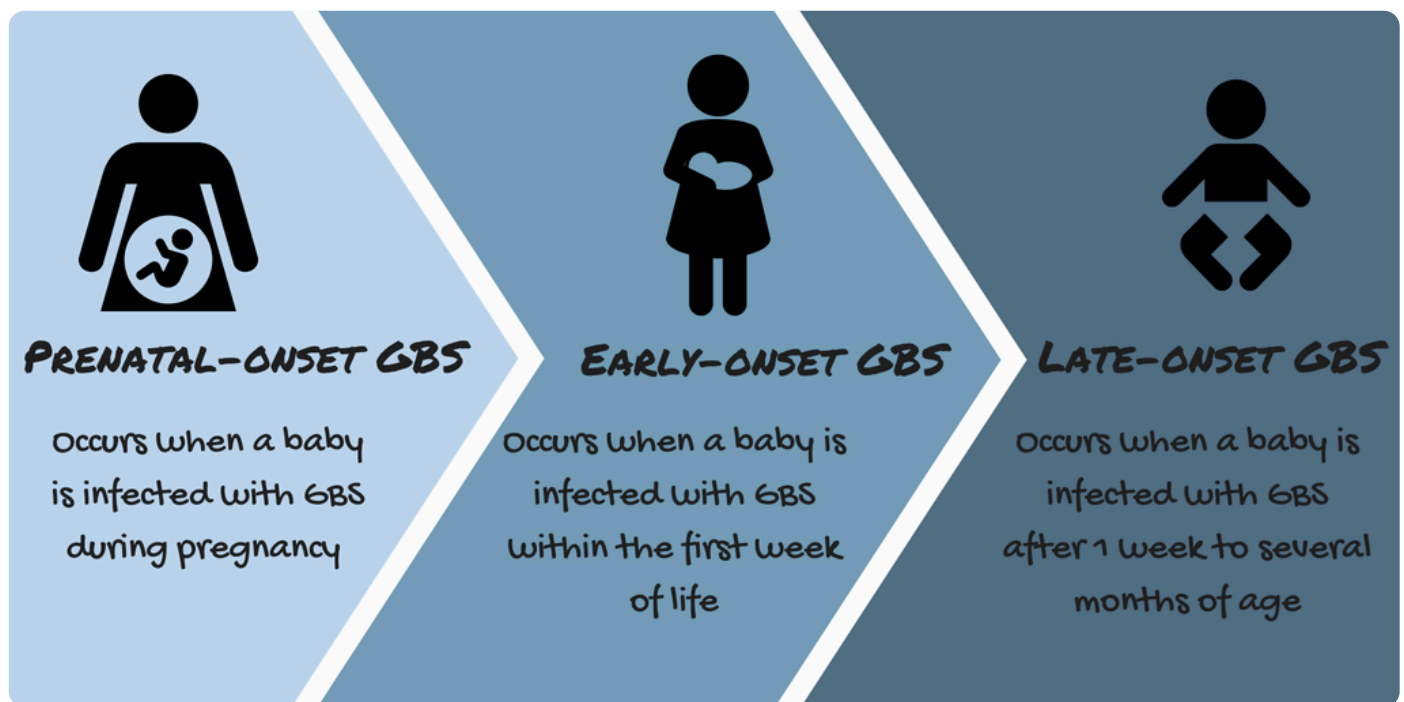 PRENATAL-ONSET GBS
Occurs when a baby
is infected with GBS
during pregnancy
EARLY-ONSET GBS
Occurs when a baby is
infected with GBS
within the first week
of life
LATE-ONSET GBS
Occurs when a baby is
infected with GBS
after 1 week to several
months of age